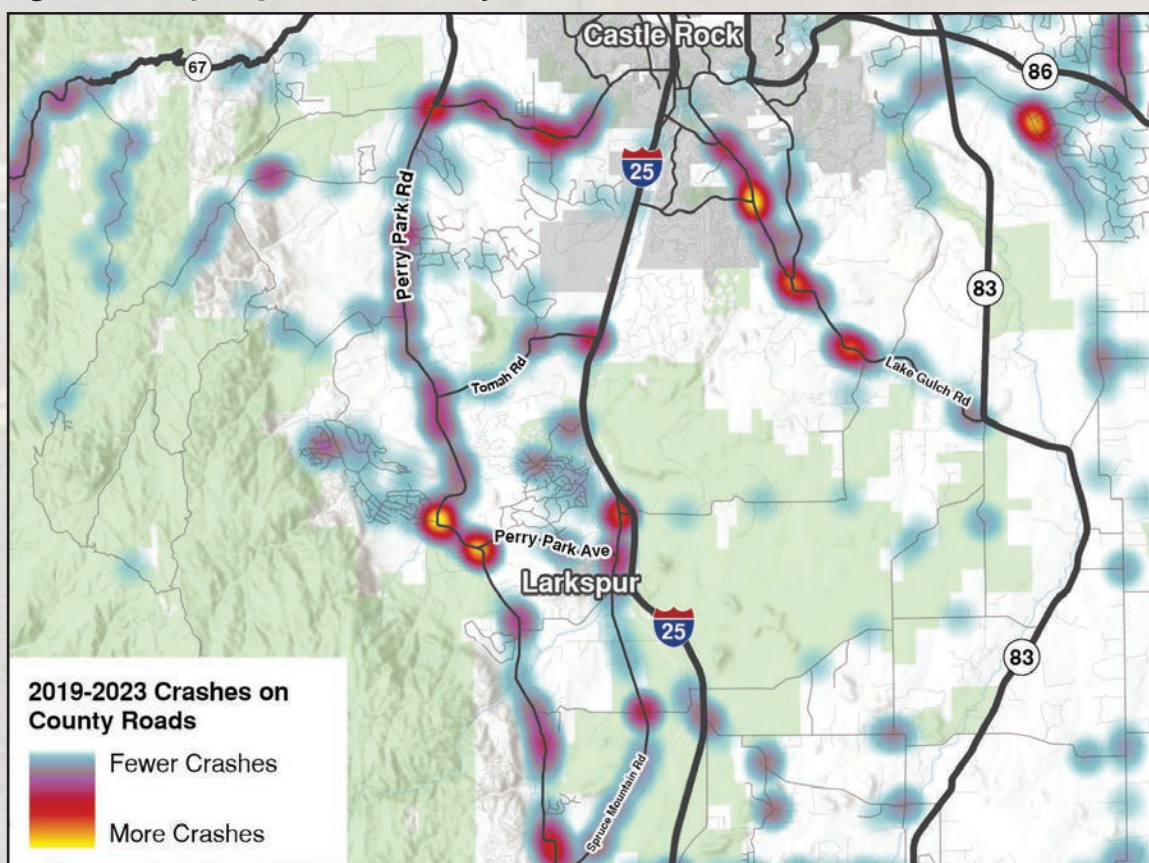 Castle Rock
67
86
25
Perry Park Rd
83
Tomah Rd
Lake Gulch Rd
Perry Park Ave
Larkspur
25
83
Spruce Mountain Rd
2019-2023 Crashes on
County Roads
Fewer Crashes
More Crashes